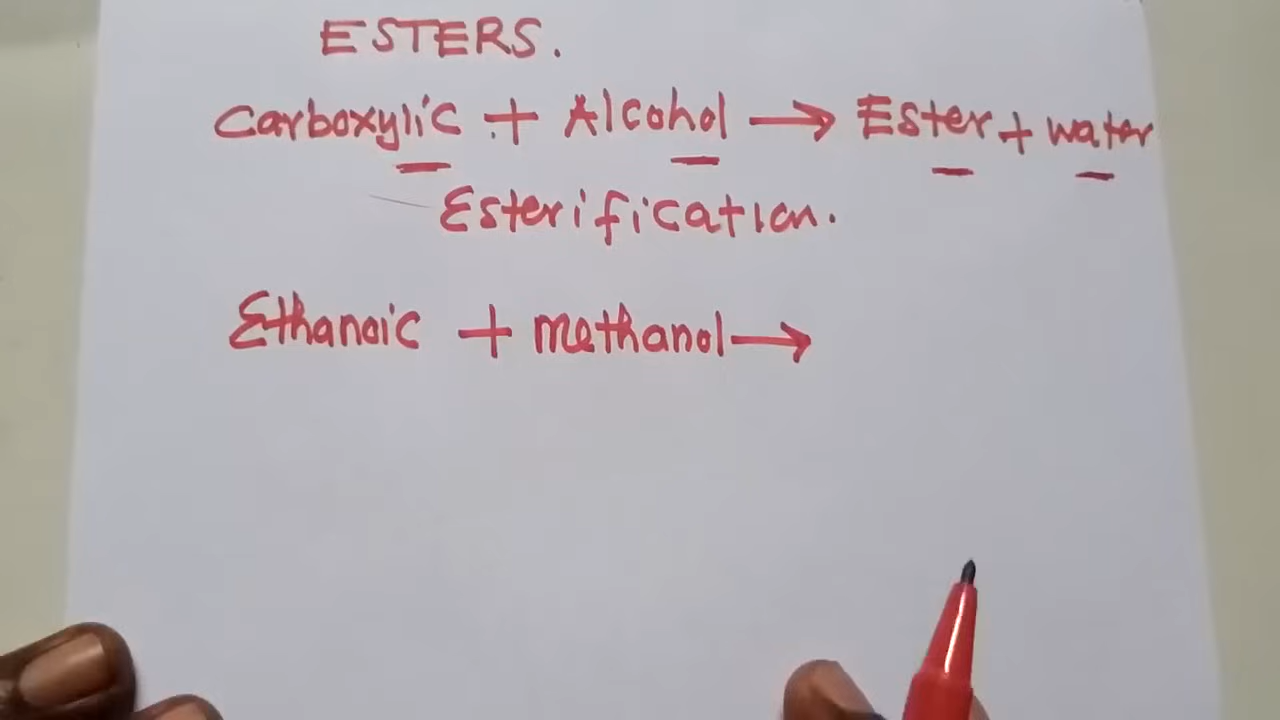 ESTERS.
Carboxylic + Alcohol → Ester + water
Esterification.
Ethanoic + methanol →